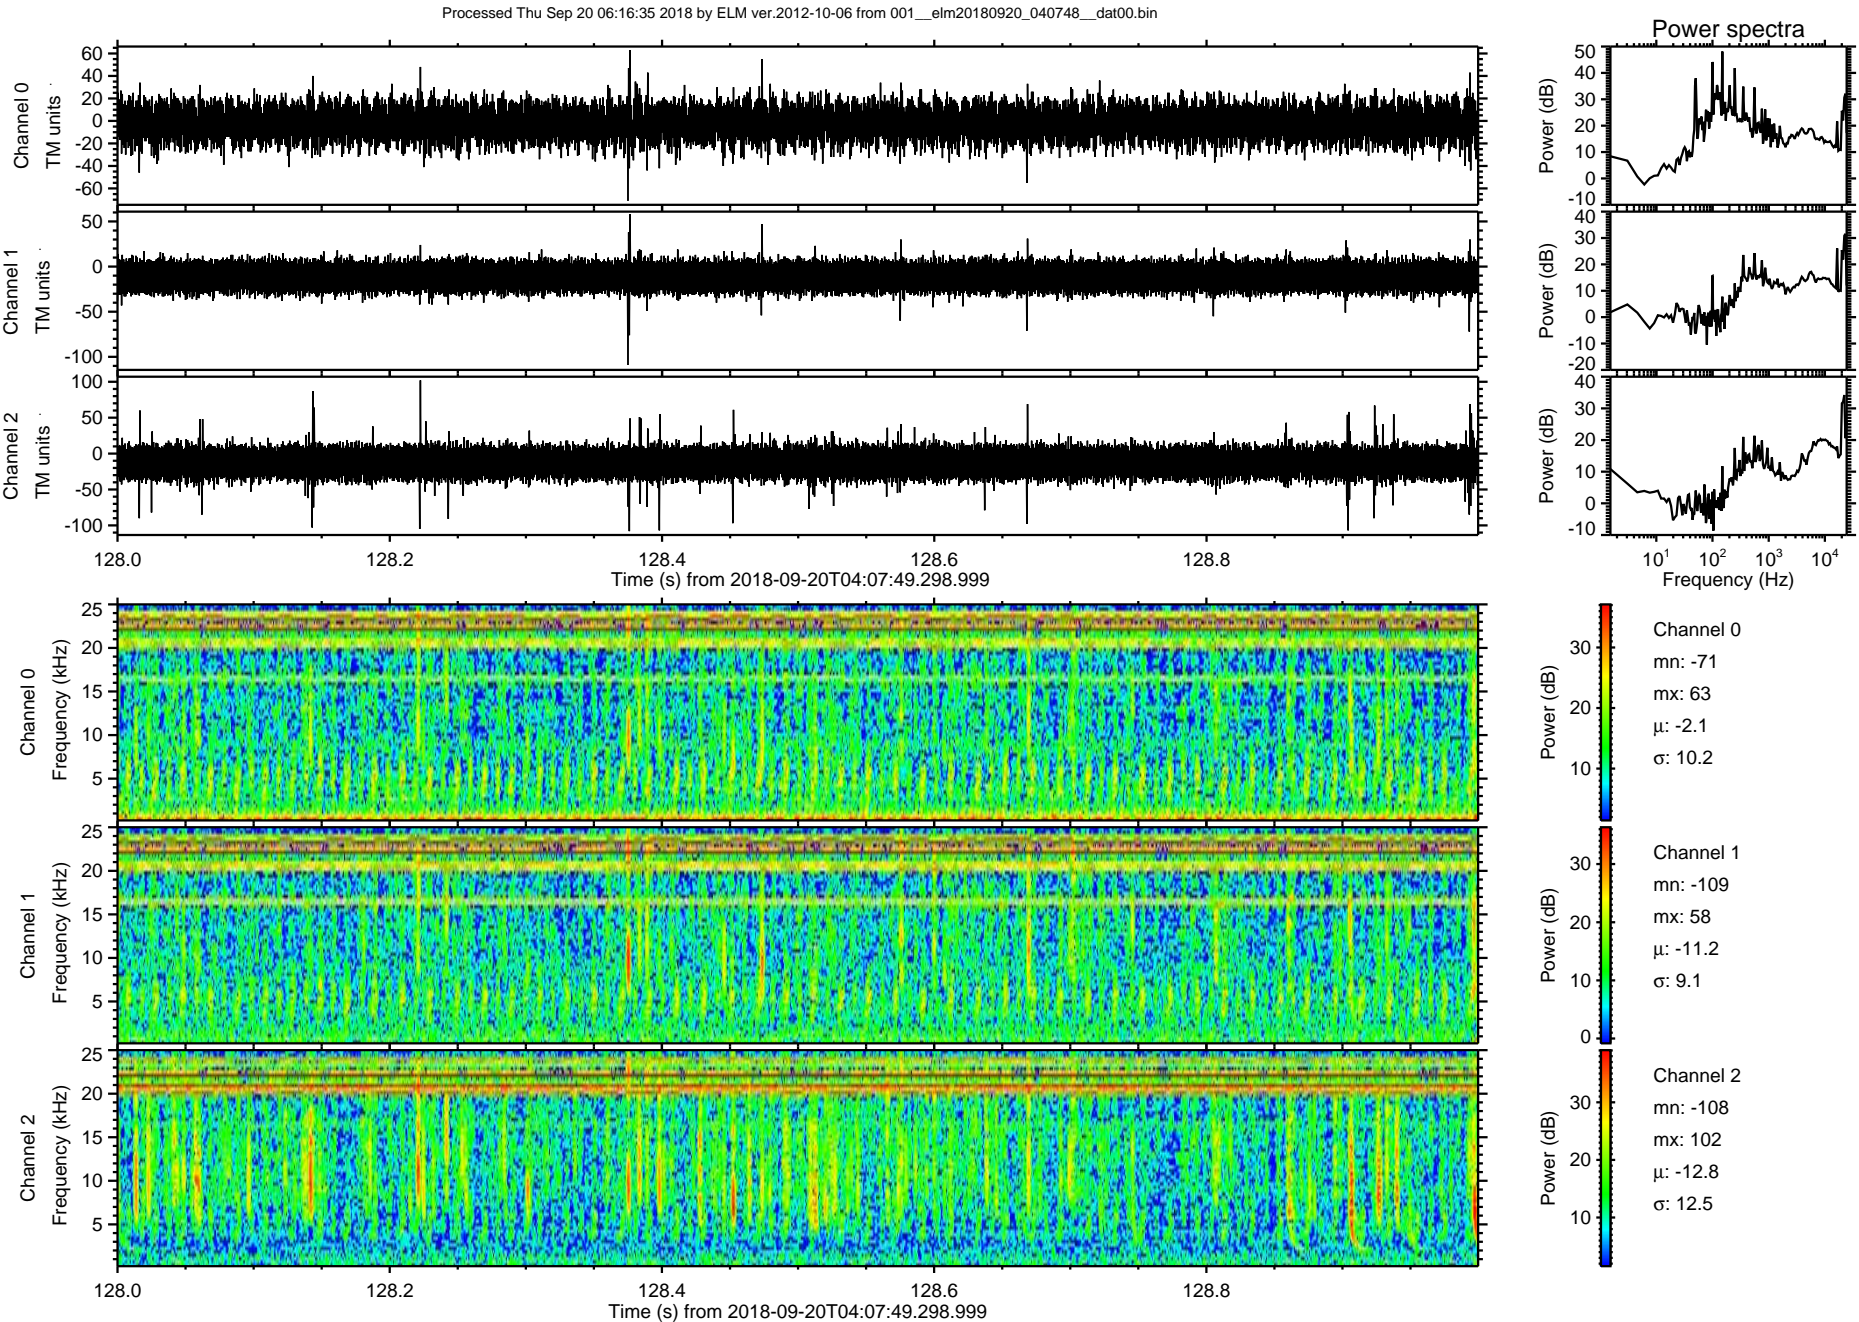 Processed Thu Sep 20 06:16:35 2018 by ELM ver.2012-10-06 from 001__elm20180920_040748__dat00.bin
Power spectra
Channel 0
TM units
60
40
20
0
-20
-40
-60
Power (dB)
50
40
30
20
10
0
-10
Channel 1
TM units
50
0
-50
-100
Power (dB)
40
30
20
10
0
-10
-20
Channel 2
TM units
100
50
0
-50
-100
Power (dB)
40
30
20
10
0
-10
128.0 128.2 128.4 128.6 128.8
Time (s) from 2018-09-20T04:07:49.298.999
10¹ 10² 10³ 10⁴
Frequency (Hz)
Channel 0
Frequency (kHz)
25
20
15
10
5
Power (dB)
30
20
10
Channel 0
mn: -71
mx: 63
μ: -2.1
σ: 10.2
Channel 1
Frequency (kHz)
25
20
15
10
5
Power (dB)
30
20
10
0
Channel 1
mn: -109
mx: 58
μ: -11.2
σ: 9.1
Channel 2
Frequency (kHz)
25
20
15
10
5
Power (dB)
30
20
10
Channel 2
mn: -108
mx: 102
μ: -12.8
σ: 12.5
128.0 128.2 128.4 128.6 128.8
Time (s) from 2018-09-20T04:07:49.298.999